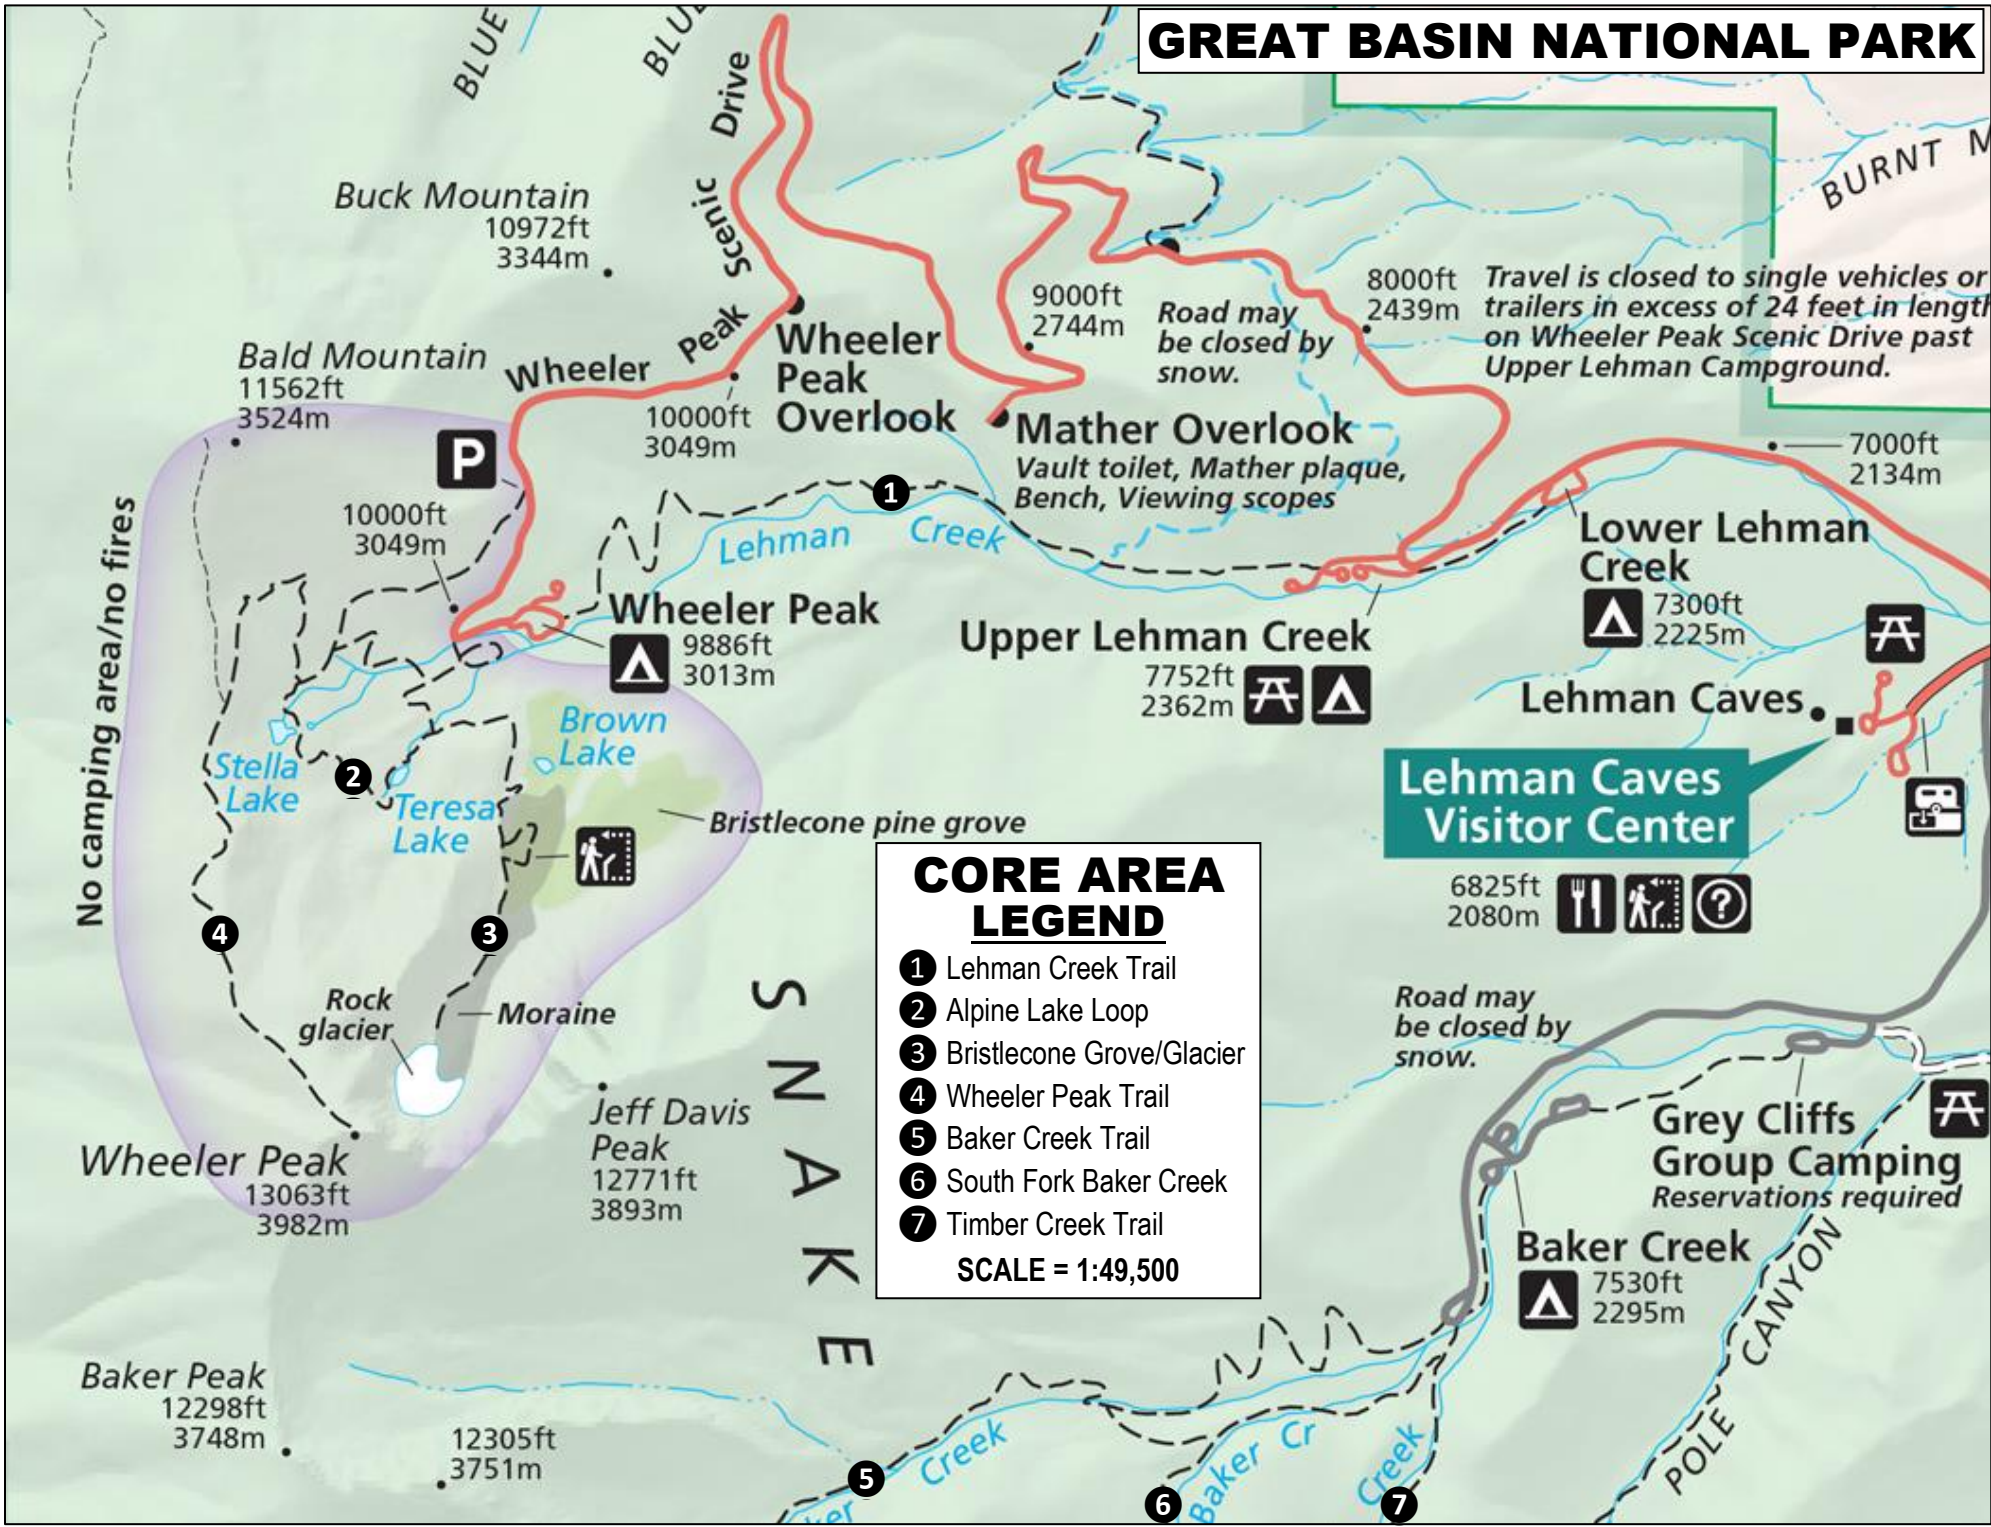 GREAT BASIN NATIONAL PARK
BLUE
Wheeler Peak Scenic Drive
Buck Mountain
10972ft
3344m
BURNT
Bald Mountain
11562ft
3524m
Wheeler
Peak
Overlook
10000ft
3049m
9000ft
2744m
Road may
be closed by
snow.
8000ft
2439m
Travel is closed to single vehicles or
trailers in excess of 24 feet in length
on Wheeler Peak Scenic Drive past
Upper Lehman Campground.
Mather Overlook
Vault toilet, Mather plaque,
Bench, Viewing scopes
7000ft
2134m
P
10000ft
3049m
No camping area/no fires
1
Lehman Creek
Lower Lehman
Creek
7300ft
2225m
Wheeler Peak
9886ft
3013m
Upper Lehman Creek
7752ft
2362m
Lehman Caves
Lehman Caves
Visitor Center
6825ft
2080m
?
Stella
Lake
2
Teresa
Lake
Brown
Lake
Bristlecone pine grove
4
3
Rock
glacier
Moraine
SNAKE
Wheeler Peak
13063ft
3982m
Jeff Davis
Peak
12771ft
3893m
CORE AREA
LEGEND
1 Lehman Creek Trail
2 Alpine Lake Loop
3 Bristlecone Grove/Glacier
4 Wheeler Peak Trail
5 Baker Creek Trail
6 South Fork Baker Creek
7 Timber Creek Trail
SCALE = 1:49,500
Road may
be closed by
snow.
Grey Cliffs
Group Camping
Reservations required
Baker Creek
7530ft
2295m
POLE CANYON
Baker Peak
12298ft
3748m
12305ft
3751m
5
Creek
6
Baker Cr
Creek
7